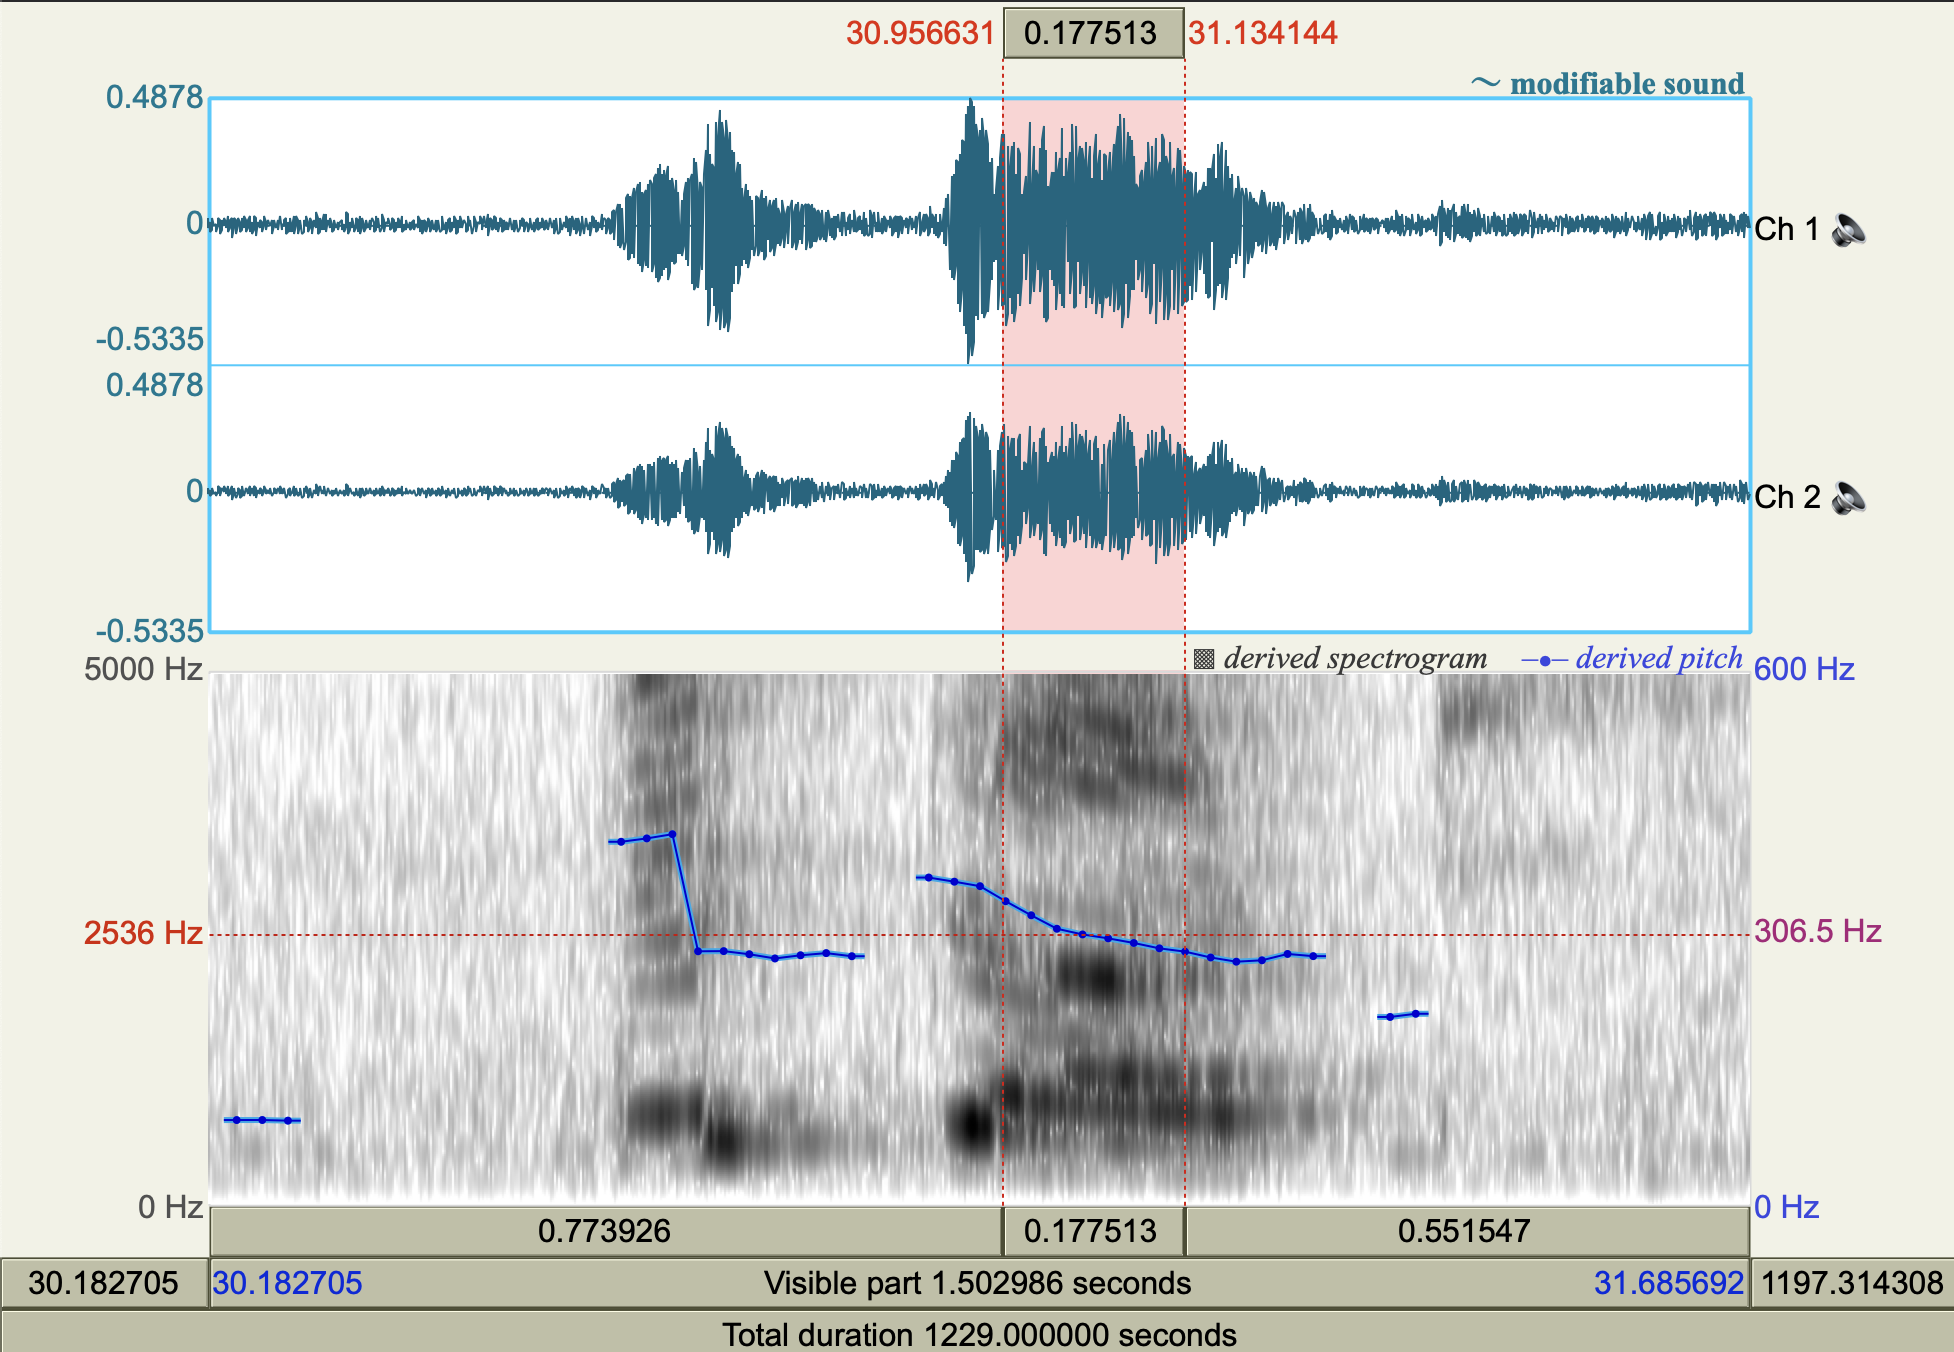 30.956631 0.177513 31.134144
~ modifiable sound
0.4878
0
Ch 1
-0.5335
0.4878
0
Ch 2
-0.5335
derived spectrogram derived pitch
5000 Hz 600 Hz
2536 Hz 306.5 Hz
0 Hz 0 Hz
0.773926 0.177513 0.551547
30.182705 30.182705 Visible part 1.502986 seconds 31.685692 1197.314308
Total duration 1229.000000 seconds